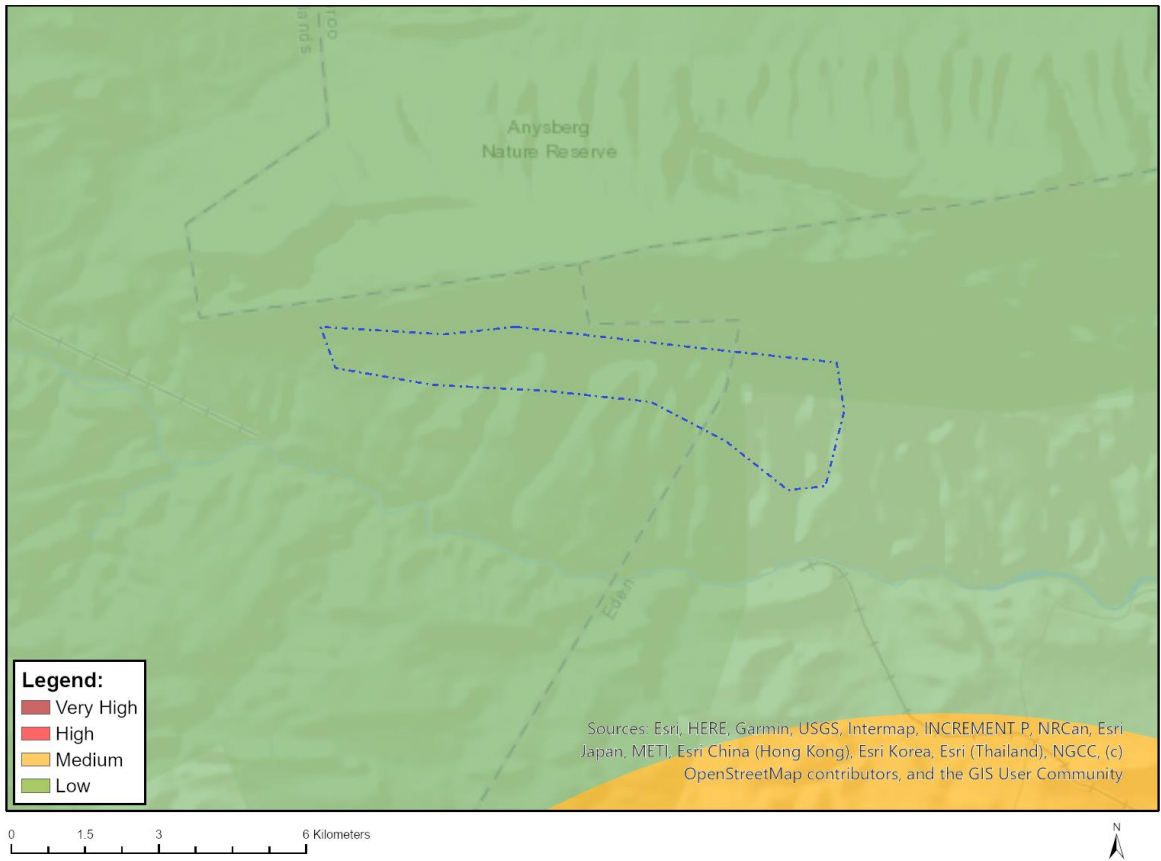 Anysberg
Nature Reserve
Eden
Legend:
Very High
High
Medium
Low
Sources: Esri, HERE, Garmin, USGS, Intermap, INCREMENT P, NRCan, Esri
Japan, METI, Esri China (Hong Kong), Esri Korea, Esri (Thailand), NGCC, (c)
OpenStreetMap contributors, and the GIS User Community
0 1.5 3 6 Kilometers
N